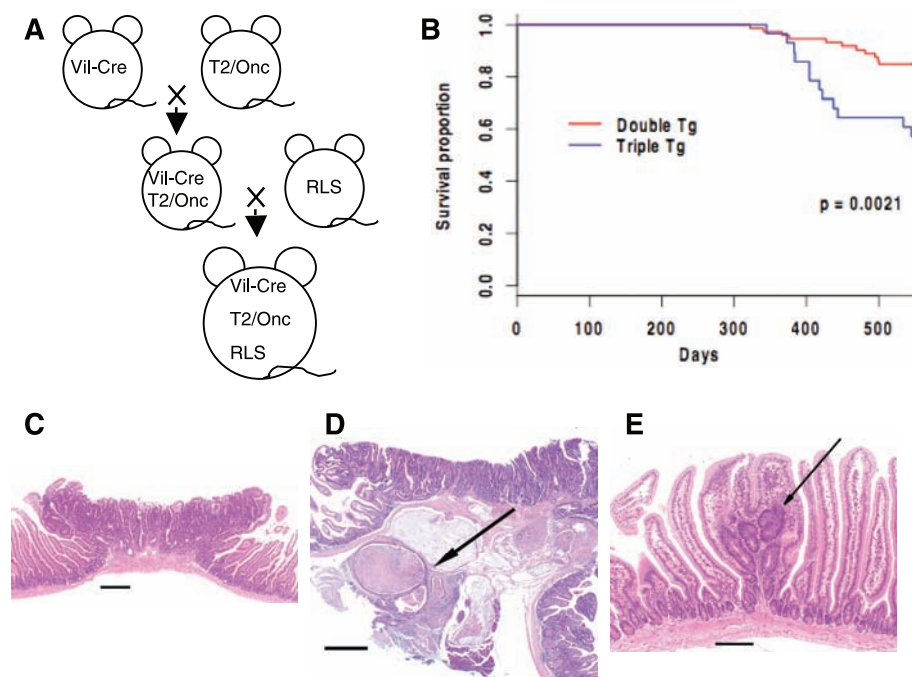 A
Vil-Cre
T2/Onc
Vil-Cre
T2/Onc
RLS
Vil-Cre
T2/Onc
RLS
B
Survival proportion
1.0
0.8
0.6
0.4
0.2
0.0
Double Tg
Triple Tg
p = 0.0021
0 100 200 300 400 500
Days
C
D
E